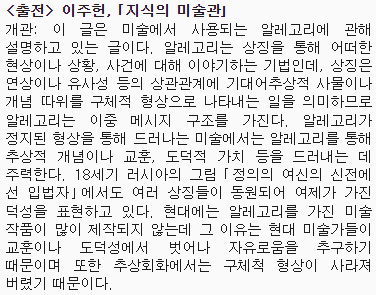 <출전> 이주헌, ｢지식의 미술관｣
개관: 이 글은 미술에서 사용되는 알레고리에 관해
설명하고 있는 글이다. 알레고리는 상징을 통해 어떠한
현상이나 상황, 사건에 대해 이야기하는 기법인데, 상징은
연상이나 유사성 등의 상관관계에 기대어추상적 사물이나
개념 따위를 구체적 형상으로 나타내는 일을 의미하므로
알레고리는 이중 메시지 구조를 가진다. 알레고리가
정지된 형상을 통해 드러나는 미술에서는 알레고리를 통해
추상적 개념이나 교훈, 도덕적 가치 등을 드러내는 데
주력한다. 18세기 러시아의 그림 ｢정의의 여신의 신전에
선 입법자｣에서도 여러 상징들이 동원되어 여제가 가진
덕성을 표현하고 있다. 현대에는 알레고리를 가진 미술
작품이 많이 제작되지 않는데 그 이유는 현대 미술가들이
교훈이나 도덕성에서 벗어나 자유로움을 추구하기
때문이며 또한 추상회화에서는 구체척 형상이 사라져
버렸기 때문이다.